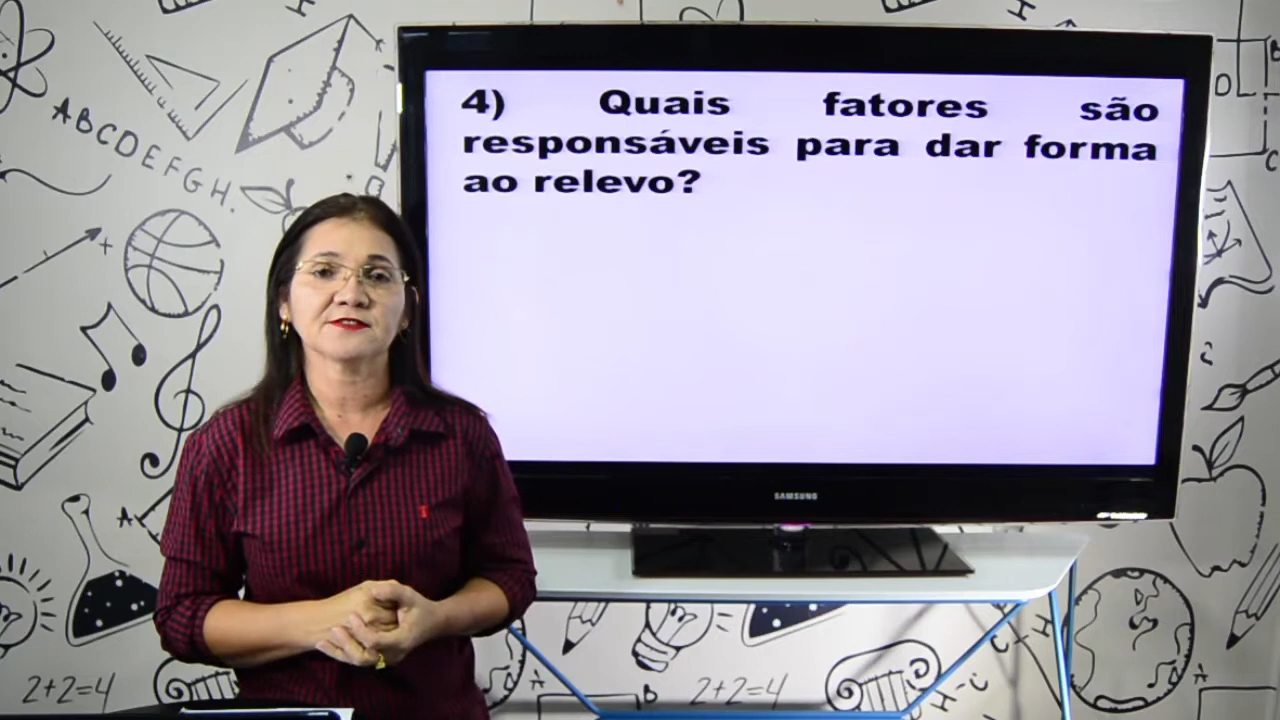 4) Quais fatores são
responsáveis para dar forma
ao relevo?
SAMSUNG
ABCDEFGH.
2+2=4
2+2=4